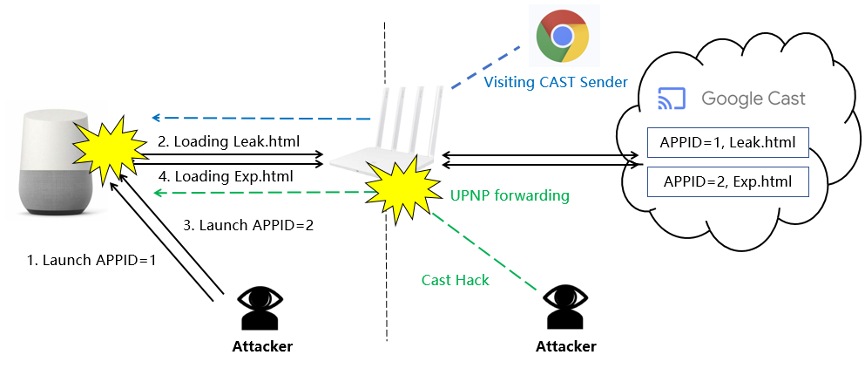 Visiting CAST Sender
Google Cast
2. Loading Leak.html
APPID=1, Leak.html
4. Loading Exp.html
APPID=2, Exp.html
UPNP forwarding
3. Launch APPID=2
1. Launch APPID=1
Cast Hack
Attacker
Attacker